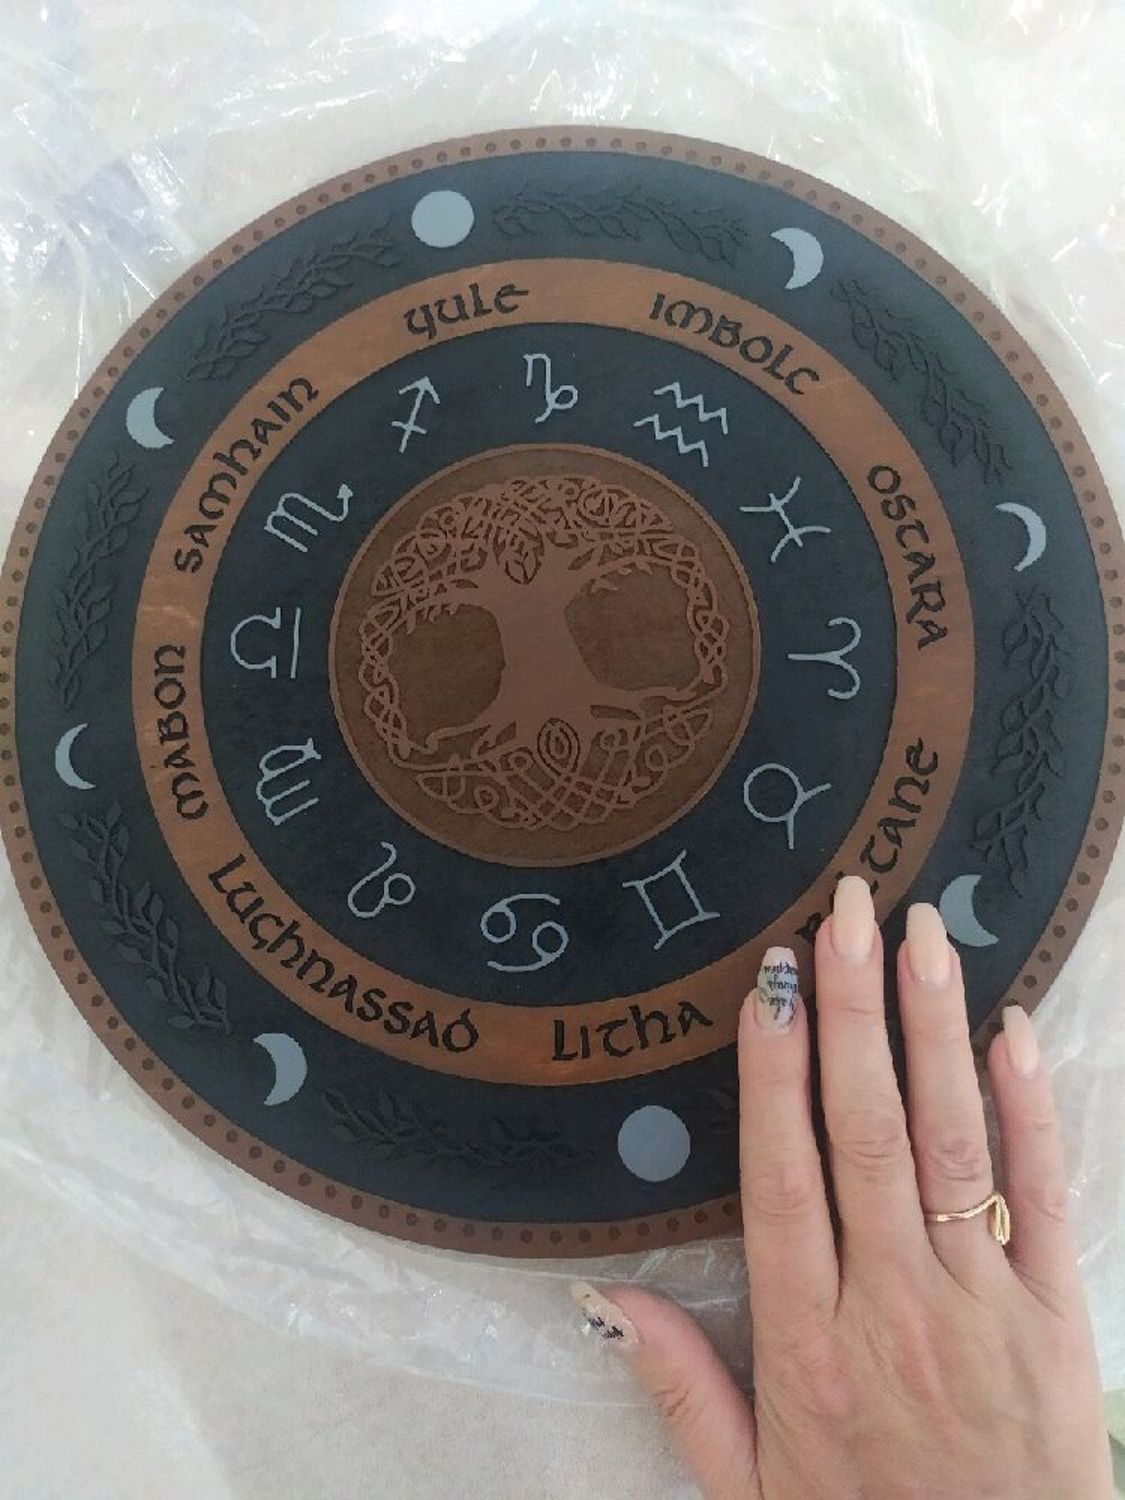 YULE
IMBOLC
OSTARA
LITHA
LUGHNASSAD
MABON
SAMHAIN